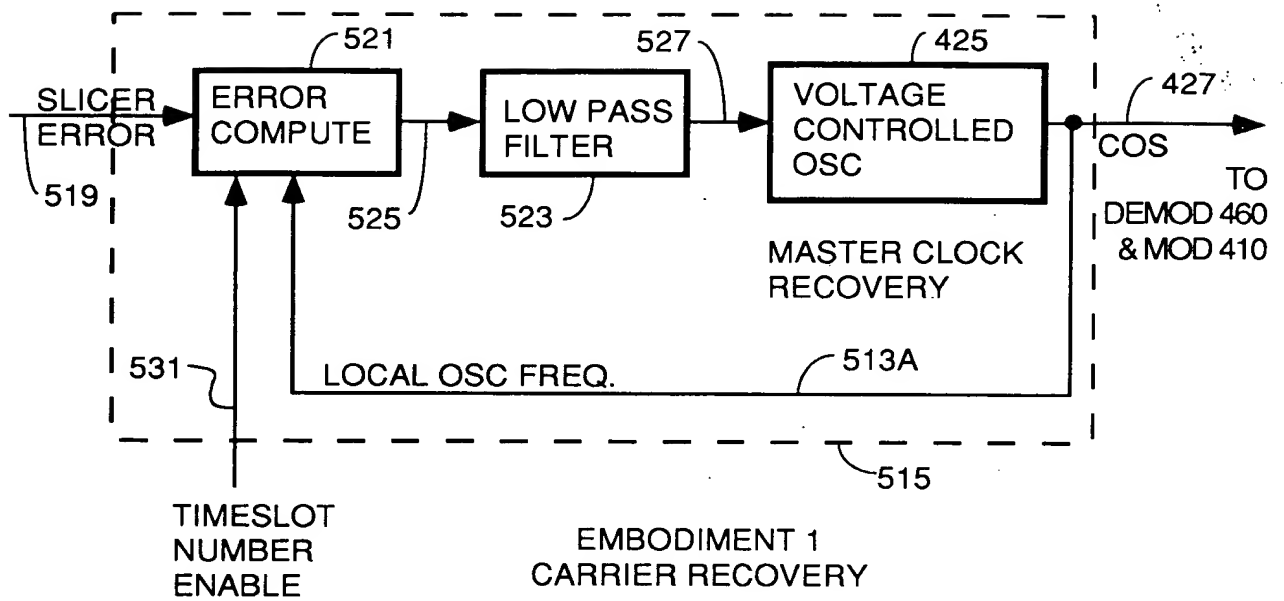 521
527
425
427
SLICER
ERROR
519
ERROR
COMPUTE
525
LOW PASS
FILTER
523
VOLTAGE
CONTROLLED
OSC
COS
TO
DEMOD 460
& MOD 410
MASTER CLOCK
RECOVERY
531
LOCAL OSC FREQ.
513A
515
TIMESLOT
NUMBER
ENABLE
EMBODIMENT 1
CARRIER RECOVERY